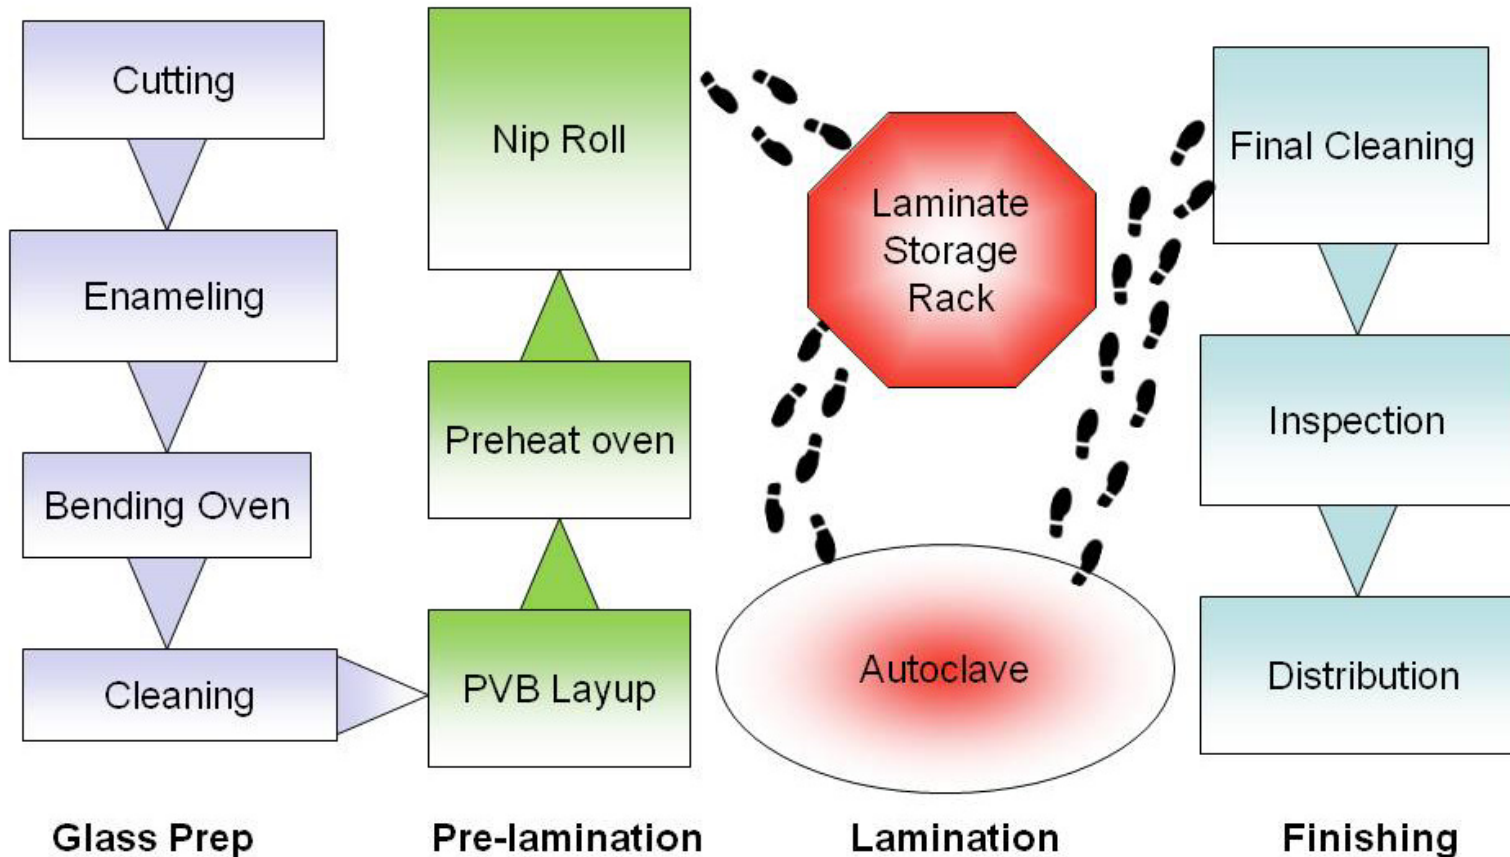 Cutting
Enameling
Bending Oven
Cleaning
Glass Prep
Nip Roll
Preheat oven
PVB Layup
Pre-lamination
Laminate
Storage
Rack
Autoclave
Lamination
Final Cleaning
Inspection
Distribution
Finishing